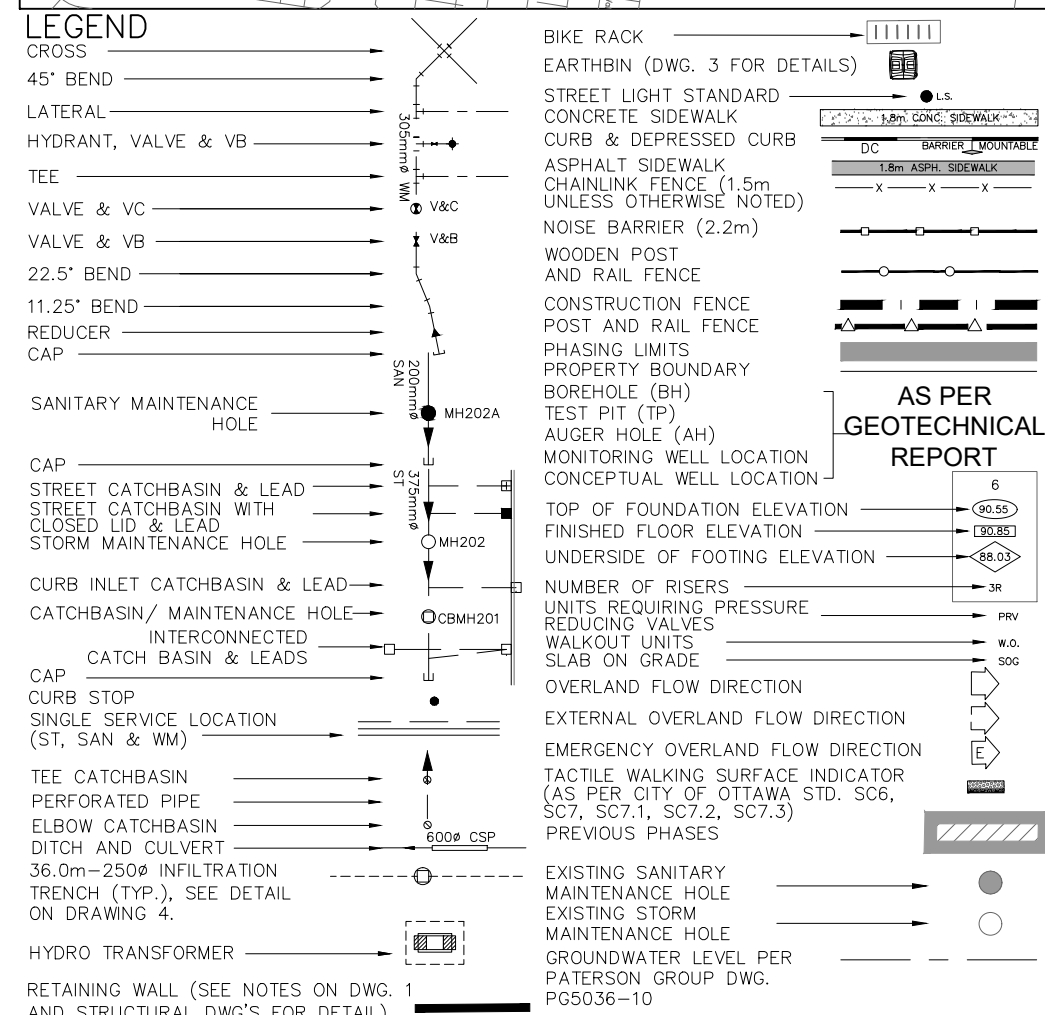 LEGEND
CROSS
45° BEND
LATERAL
HYDRANT, VALVE & VB
TEE
VALVE & VC
VALVE & VB
22.5° BEND
11.25° BEND
REDUCER
CAP
SANITARY MAINTENANCE
HOLE
CAP
STREET CATCHBASIN & LEAD
STREET CATCHBASIN WITH
CLOSED LID & LEAD
STORM MAINTENANCE HOLE
CURB INLET CATCHBASIN & LEAD
CATCHBASIN/ MAINTENANCE HOLE
INTERCONNECTED
CATCH BASIN & LEADS
CAP
CURB STOP
SINGLE SERVICE LOCATION
(ST, SAN & WM)
TEE CATCHBASIN
PERFORATED PIPE
ELBOW CATCHBASIN
DITCH AND CULVERT
36.0m-250ø INFILTRATION
TRENCH (TYP.), SEE DETAIL
ON DRAWING 4.
HYDRO TRANSFORMER
RETAINING WALL (SEE NOTES ON DWG. 1
AND STRUCTURAL DWG'S FOR DETAIL)
305mmø WM
V&C
V&B
200mmø
SAN
MH202A
375mmø
ST
MH202
CBMH201
600ø CSP
BIKE RACK
EARTHBIN (DWG. 3 FOR DETAILS)
STREET LIGHT STANDARD
L.S.
CONCRETE SIDEWALK
1.8m CONC. SIDEWALK
CURB & DEPRESSED CURB
DC
BARRIER
MOUNTABLE
ASPHALT SIDEWALK
1.8m ASPH. SIDEWALK
CHAINLINK FENCE (1.5m
UNLESS OTHERWISE NOTED)
X X X
NOISE BARRIER (2.2m)
WOODEN POST
AND RAIL FENCE
CONSTRUCTION FENCE
POST AND RAIL FENCE
PHASING LIMITS
PROPERTY BOUNDARY
BOREHOLE (BH)
TEST PIT (TP)
AUGER HOLE (AH)
MONITORING WELL LOCATION
CONCEPTUAL WELL LOCATION
AS PER
GEOTECHNICAL
REPORT
6
TOP OF FOUNDATION ELEVATION
90.55
FINISHED FLOOR ELEVATION
90.85
UNDERSIDE OF FOOTING ELEVATION
88.03
NUMBER OF RISERS
3R
UNITS REQUIRING PRESSURE
REDUCING VALVES
PRV
WALKOUT UNITS
W.O.
SLAB ON GRADE
SOG
OVERLAND FLOW DIRECTION
EXTERNAL OVERLAND FLOW DIRECTION
EMERGENCY OVERLAND FLOW DIRECTION
E
TACTILE WALKING SURFACE INDICATOR
(AS PER CITY OF OTTAWA STD. SC6,
SC7, SC7.1, SC7.2, SC7.3)
PREVIOUS PHASES
EXISTING SANITARY
MAINTENANCE HOLE
EXISTING STORM
MAINTENANCE HOLE
GROUNDWATER LEVEL PER
PATERSON GROUP DWG.
PG5036-10